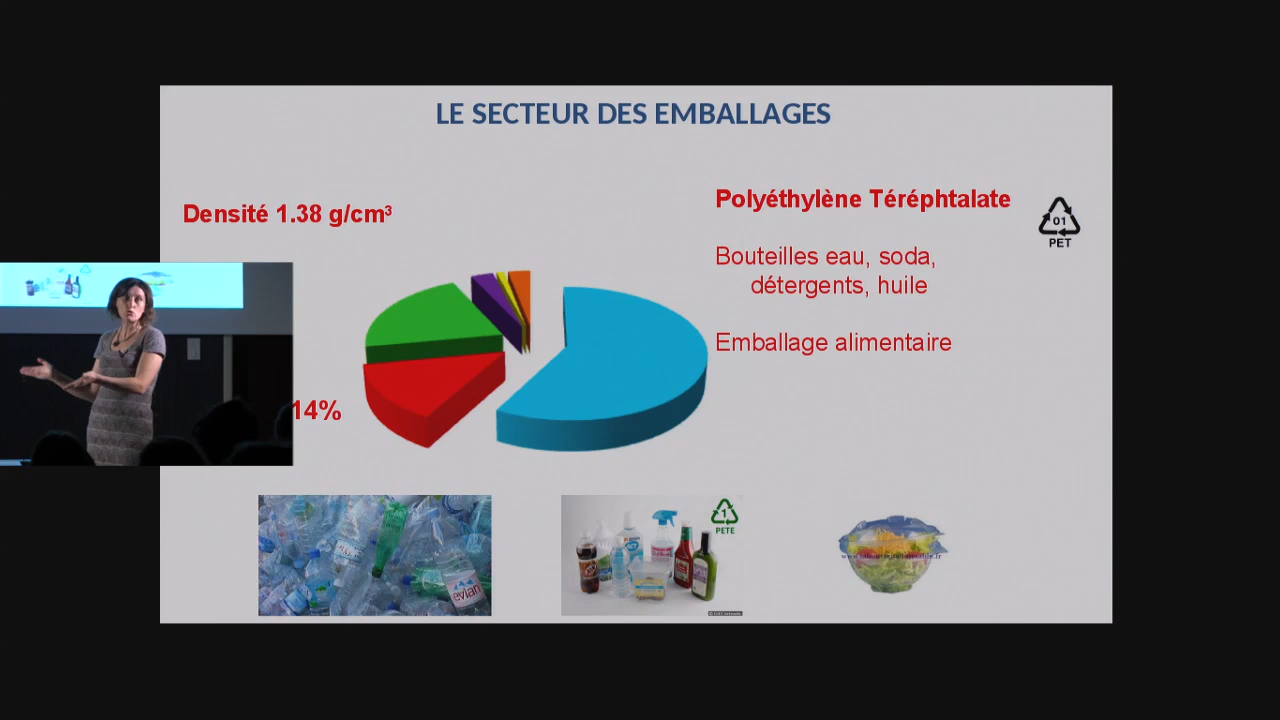 LE SECTEUR DES EMBALLAGES
Densité 1.38 g/cm³
Polyéthylène Téréphtalate
01
PET
Bouteilles eau, soda,
détergents, huile
Emballage alimentaire
14%
evian
1
PETE